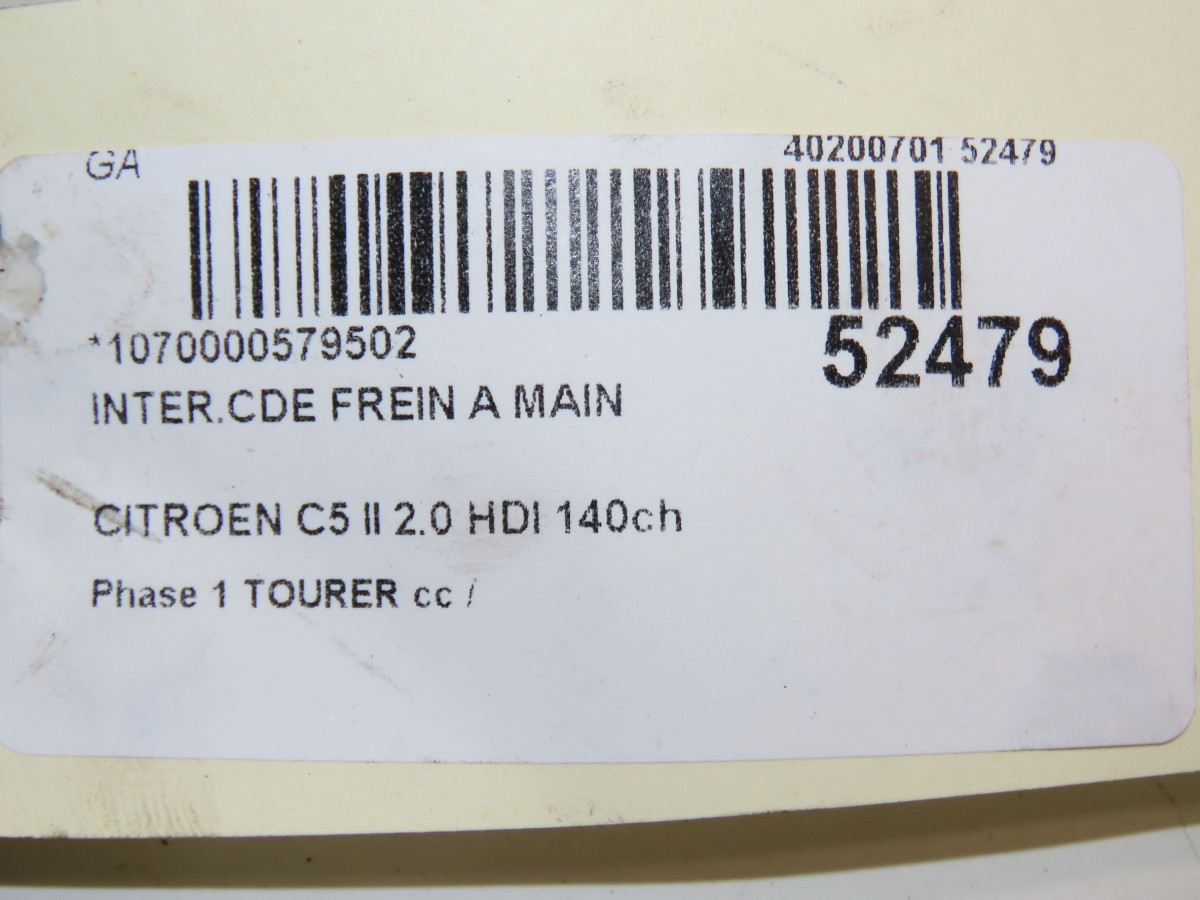 GA 40200701 52479
*1070000579502 52479
INTER.CDE FREIN A MAIN
CITROEN C5 II 2.0 HDI 140ch
Phase 1 TOURER cc /